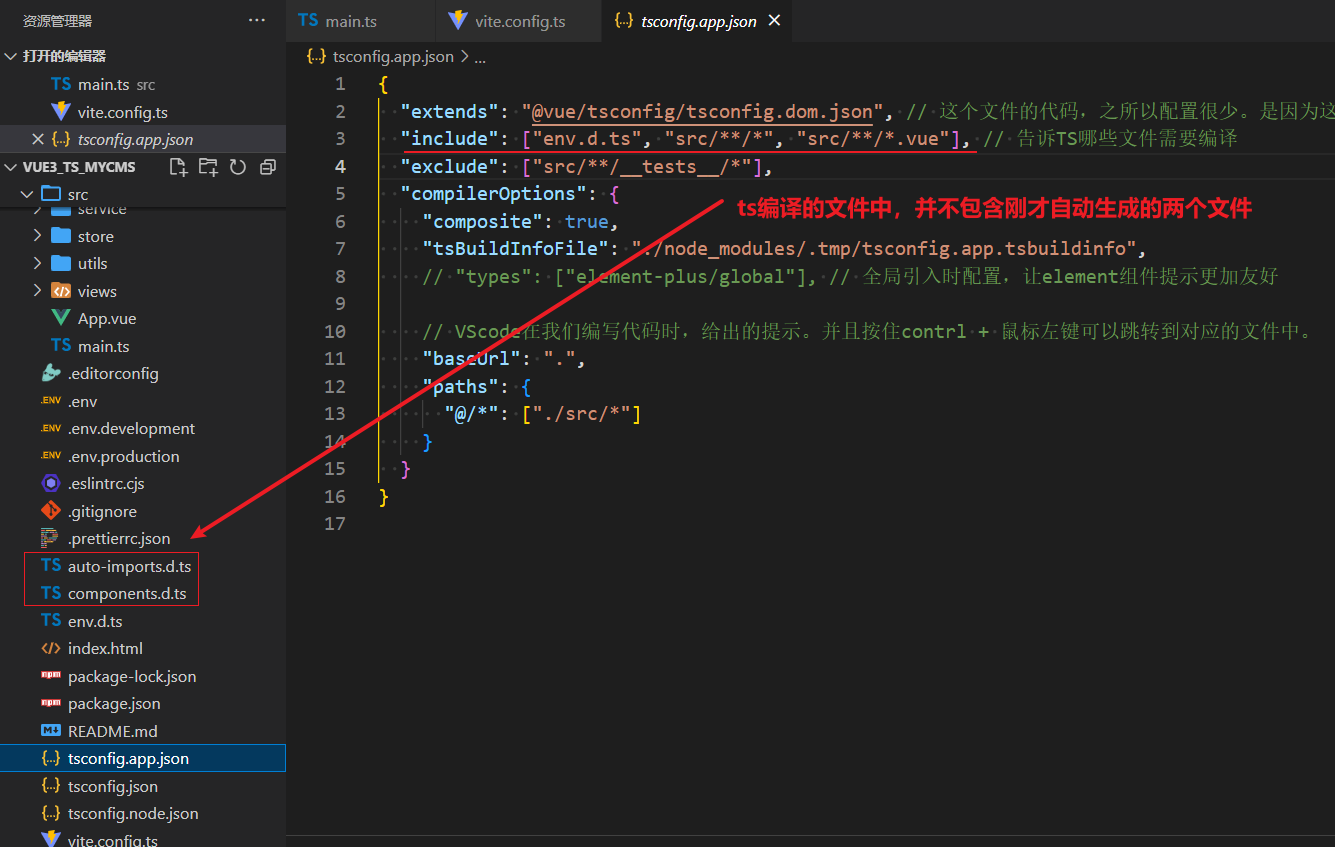 资源管理器
打开的编辑器
TS main.ts src
vite.config.ts
{..} tsconfig.app.json
VUE3_TS_MYCMS
src
service
store
utils
views
App.vue
TS main.ts
.editorconfig
.ENV .env
.ENV .env.development
.ENV .env.production
.eslintrc.cjs
.gitignore
.prettierrc.json
TS auto-imports.d.ts
TS components.d.ts
TS env.d.ts
index.html
npm package-lock.json
npm package.json
README.md
{..} tsconfig.app.json
{..} tsconfig.json
{..} tsconfig.node.json
vite.config.ts
TS main.ts
vite.config.ts
{..} tsconfig.app.json
{..} tsconfig.app.json > ...
1 {
2 "extends": "@vue/tsconfig/tsconfig.dom.json", // 这个文件的代码，之所以配置很少。是因为这
3 "include": ["env.d.ts", "src/**/*", "src/**/*.vue"], // 告诉TS哪些文件需要编译
4 "exclude": ["src/**/__tests__/*"],
5 "compilerOptions": {
ts编译的文件中，并不包含刚才自动生成的两个文件
6 "composite": true,
7 "tsBuildInfoFile": "./node_modules/.tmp/tsconfig.app.tsbuildinfo",
8 // "types": ["element-plus/global"], // 全局引入时配置，让element组件提示更加友好
9
10 // VScode在我们编写代码时，给出的提示。并且按住contrl + 鼠标左键可以跳转到对应的文件中。
11 "baseUrl": ".",
12 "paths": {
13 "@/*": ["./src/*"]
14 }
15 }
16 }
17